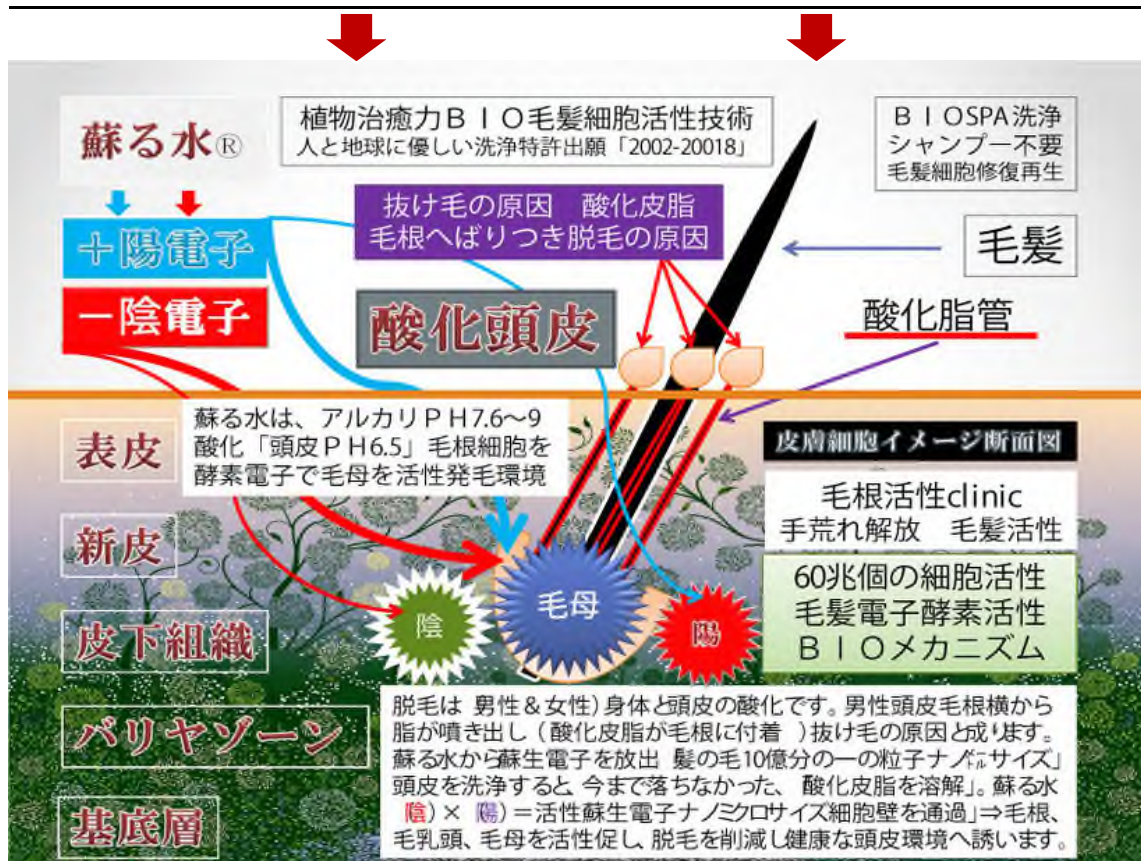 蘇る水®
植物治癒力ＢＩＯ毛髪細胞活性技術
人と地球に優しい洗浄特許出願「2002-20018」
ＢＩＯSPA洗浄
シャンプー不要
毛髪細胞修復再生
抜け毛の原因　酸化皮脂
毛根へばりつき脱毛の原因
＋陽電子
－陰電子
毛髪
酸化頭皮
酸化脂管
蘇る水は、アルカリＰＨ7.6～9
酸化「頭皮ＰＨ6.5」毛根細胞を
酵素電子で毛母を活性発毛環境
表皮
皮膚細胞イメージ断面図
毛根活性clinic
手荒れ解放　毛髪活性
新皮
60兆個の細胞活性
毛髪電子酵素活性
ＢＩＯメカニズム
陰
毛母
陽
皮下組織
バリヤゾーン
基底層
脱毛は 男性＆女性）身体と頭皮の酸化です。男性頭皮毛根横から
脂が噴き出し（酸化皮脂が毛根に付着 ）抜け毛の原因と成ります。
蘇る水から蘇生電子を放出 髪の毛10億分の一の粒子ナノ㍍サイズ」
頭皮を洗浄すると 今まで落ちなかった、「酸化皮脂を溶解」。蘇る水
陰）× 陽）＝活性蘇生電子ナノミクロサイズ細胞壁を通過」⇒毛根、
毛乳頭、毛母を活性促し、脱毛を削減し健康な頭皮環境へ誘います。